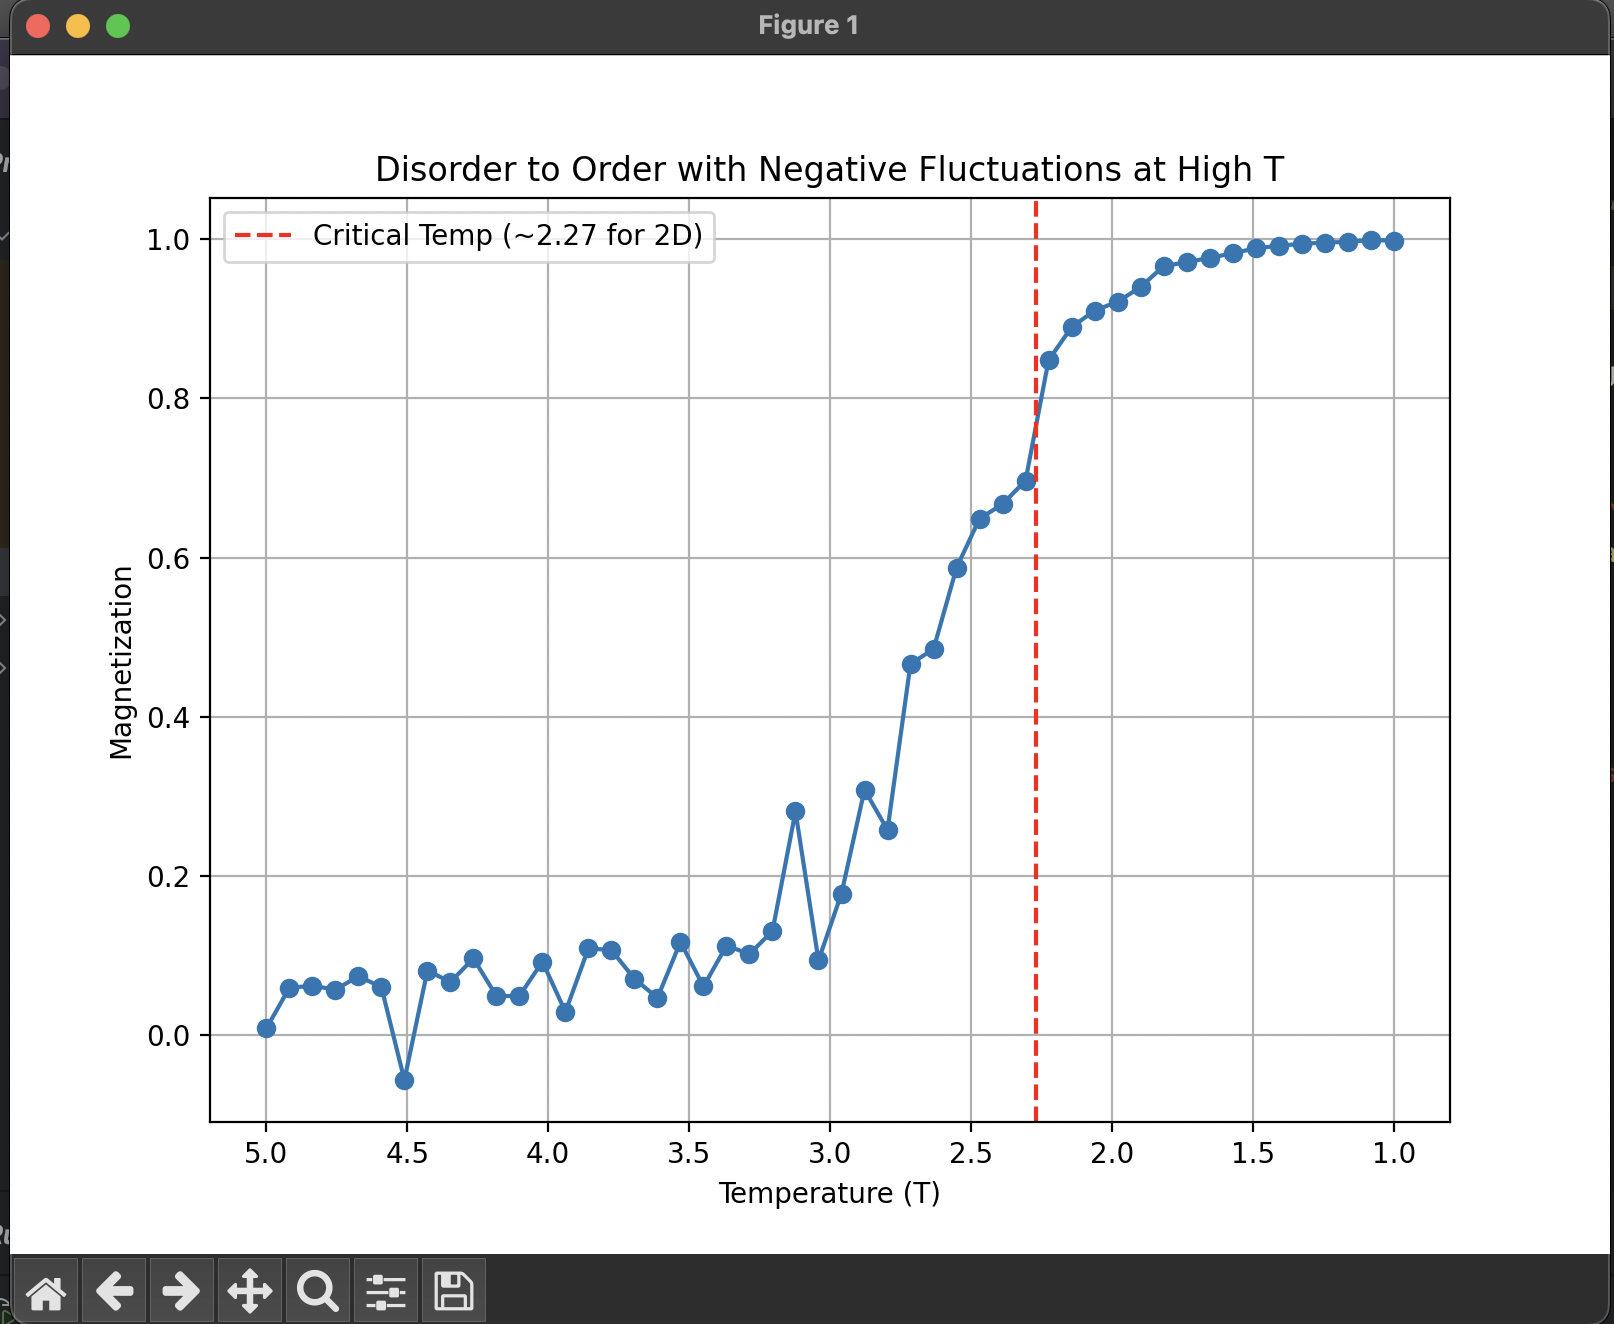 Figure 1
Disorder to Order with Negative Fluctuations at High T
Critical Temp (~2.27 for 2D)
1.0
0.8
0.6
0.4
0.2
0.0
Magnetization
5.0 4.5 4.0 3.5 3.0 2.5 2.0 1.5 1.0
Temperature (T)